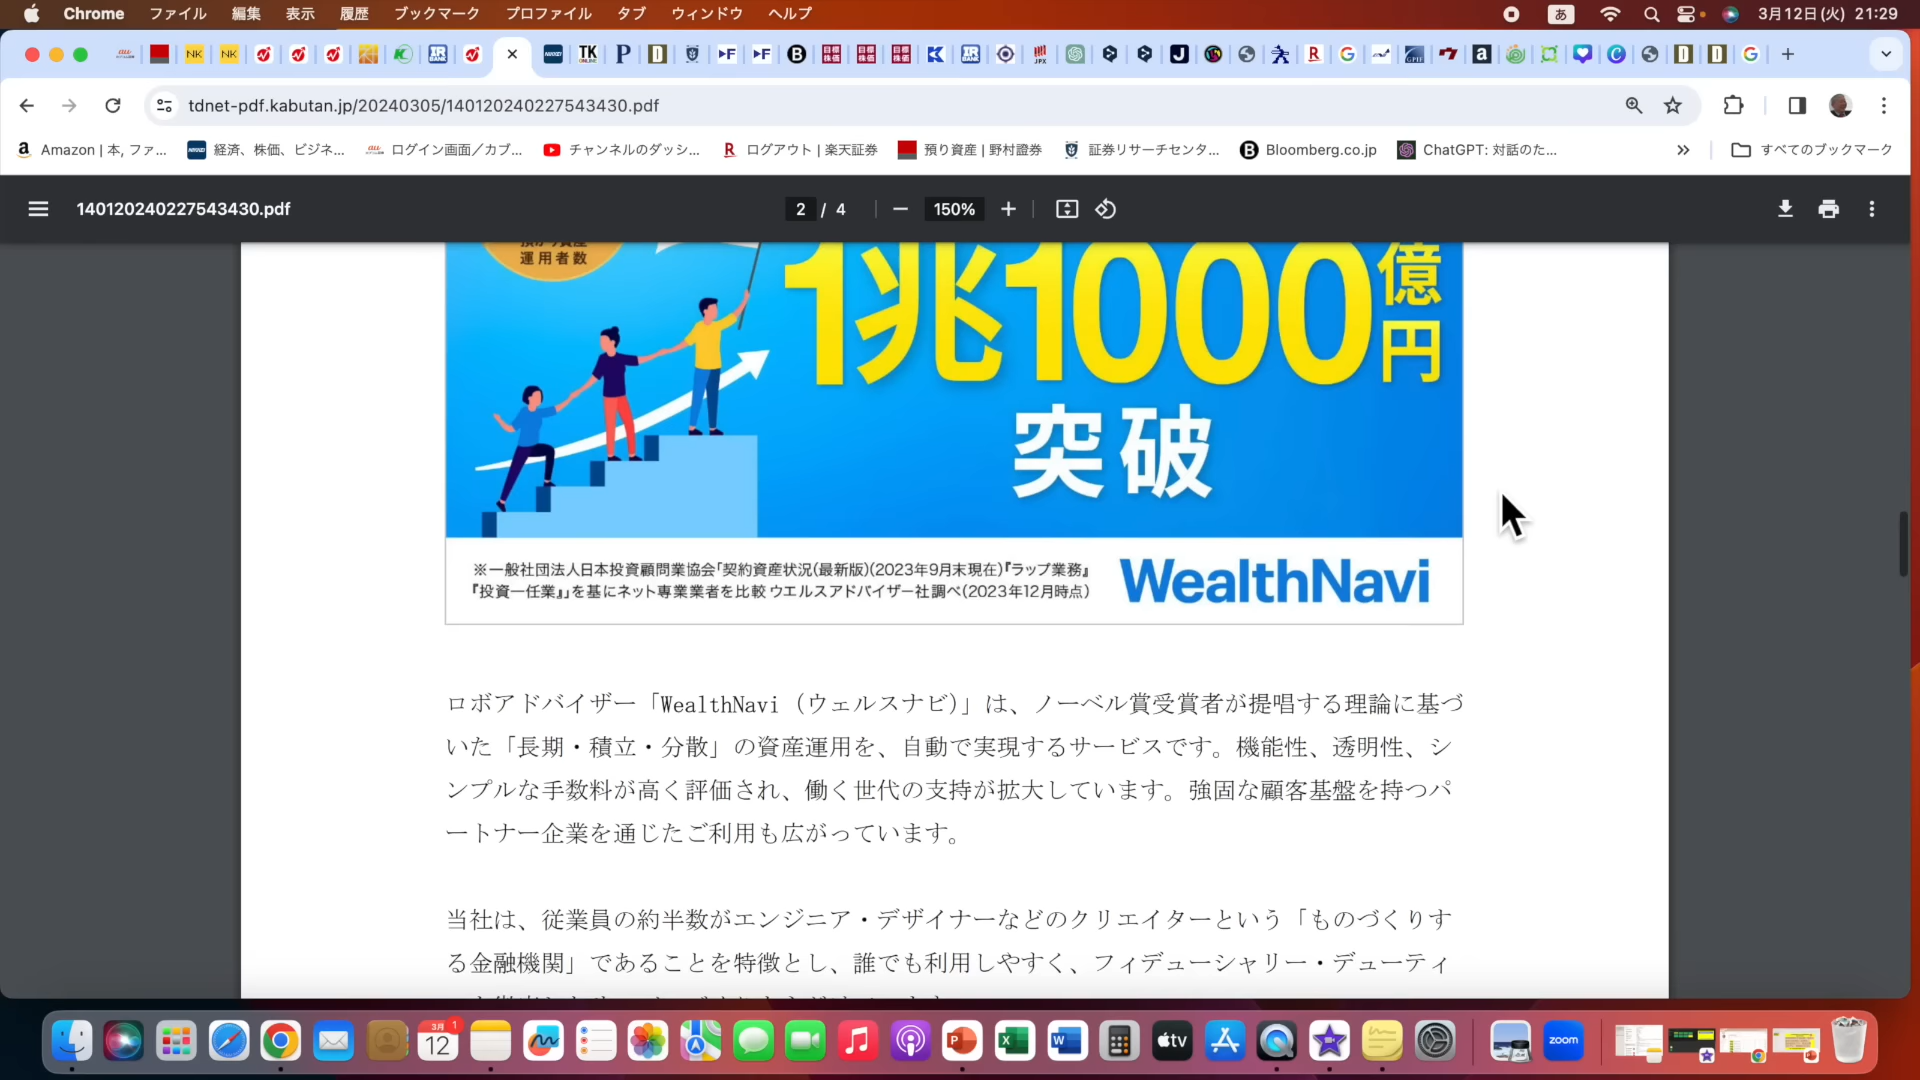 Chrome ファイル 編集 表示 履歴 ブックマーク プロファイル タブ ウィンドウ ヘルプ
あ 3月12日(火) 21:29
tdnet-pdf.kabutan.jp/20240305/140120240227543430.pdf
Amazon | 本, ファ... 経済、株価、ビジネ... ログイン画面／カブ... チャンネルのダッシ... ログアウト | 楽天証券 預り資産 | 野村證券 証券リサーチセンタ... Bloomberg.co.jp ChatGPT: 対話のた... すべてのブックマーク
140120240227543430.pdf 2 / 4 150%
運用者数
1兆1000億円
突破
※一般社団法人日本投資顧問業協会「契約資産状況(最新版)(2023年9月末現在)『ラップ業務』
『投資一任業』」を基にネット専業業者を比較 ウエルスアドバイザー社調べ(2023年12月時点)
WealthNavi
ロボアドバイザー「WealthNavi（ウェルスナビ）」は、ノーベル賞受賞者が提唱する理論に基づ
いた「長期・積立・分散」の資産運用を、自動で実現するサービスです。機能性、透明性、シ
ンプルな手数料が高く評価され、働く世代の支持が拡大しています。強固な顧客基盤を持つパ
ートナー企業を通じたご利用も広がっています。
当社は、従業員の約半数がエンジニア・デザイナーなどのクリエイターという「ものづくりす
る金融機関」であることを特徴とし、誰でも利用しやすく、フィデューシャリー・デューティ
3月 1
12
tv
zoom